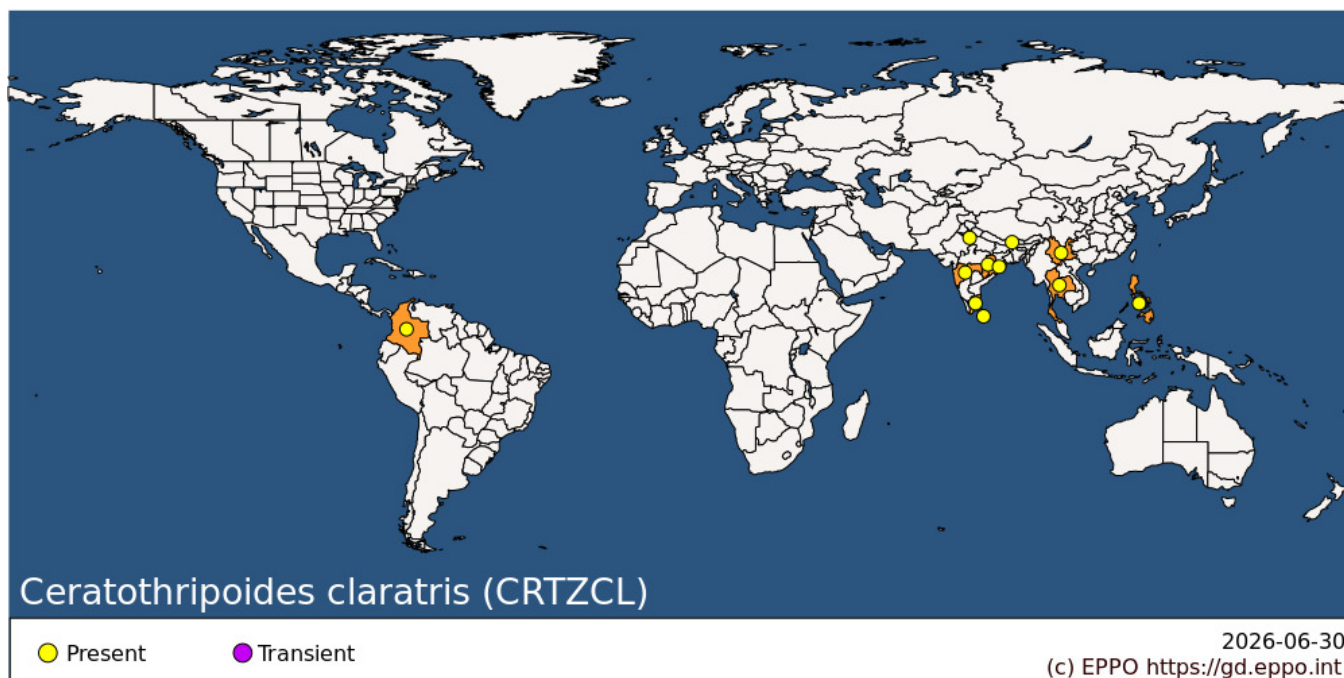 Ceratothripoides claratris (CRTZCL)
Present
Transient
2026-06-30
(c) EPPO https://gd.eppo.int